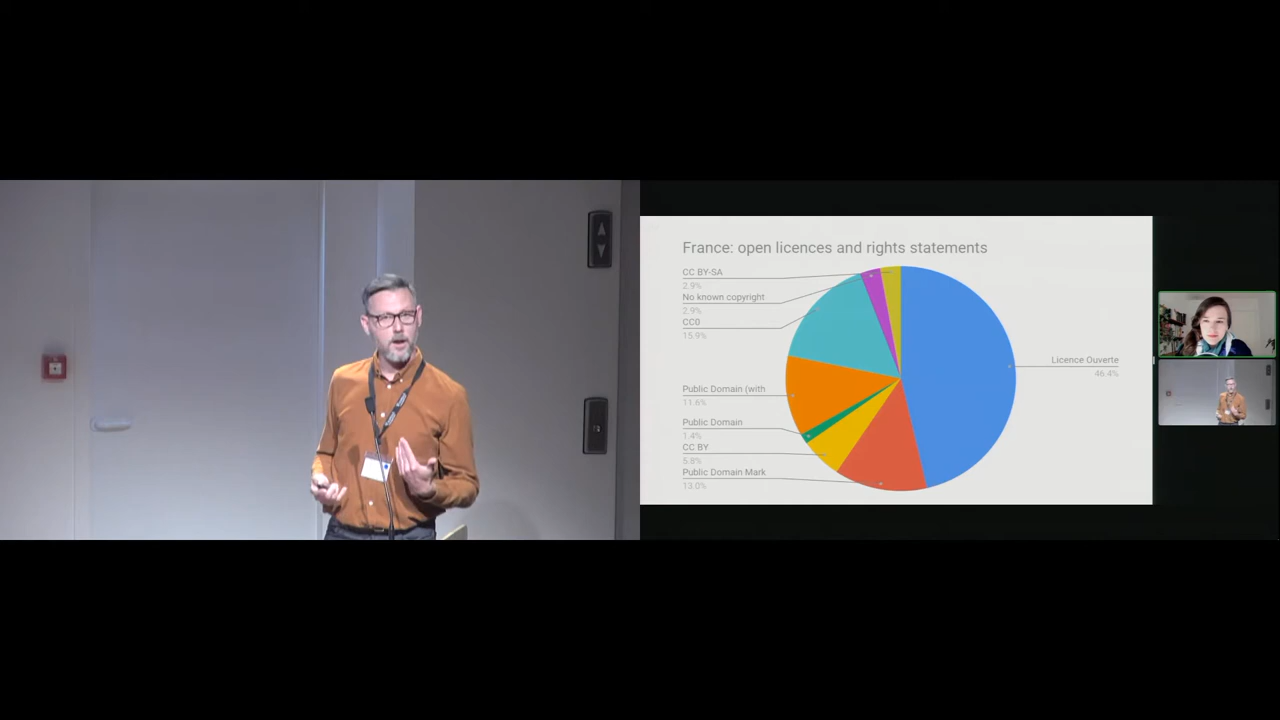 France: open licences and rights statements
CC BY-SA
2.9%
No known copyright
2.9%
CC0
15.9%
Public Domain (with
11.6%
Public Domain
1.4%
CC BY
5.8%
Public Domain Mark
13.0%
Licence Ouverte
46.4%